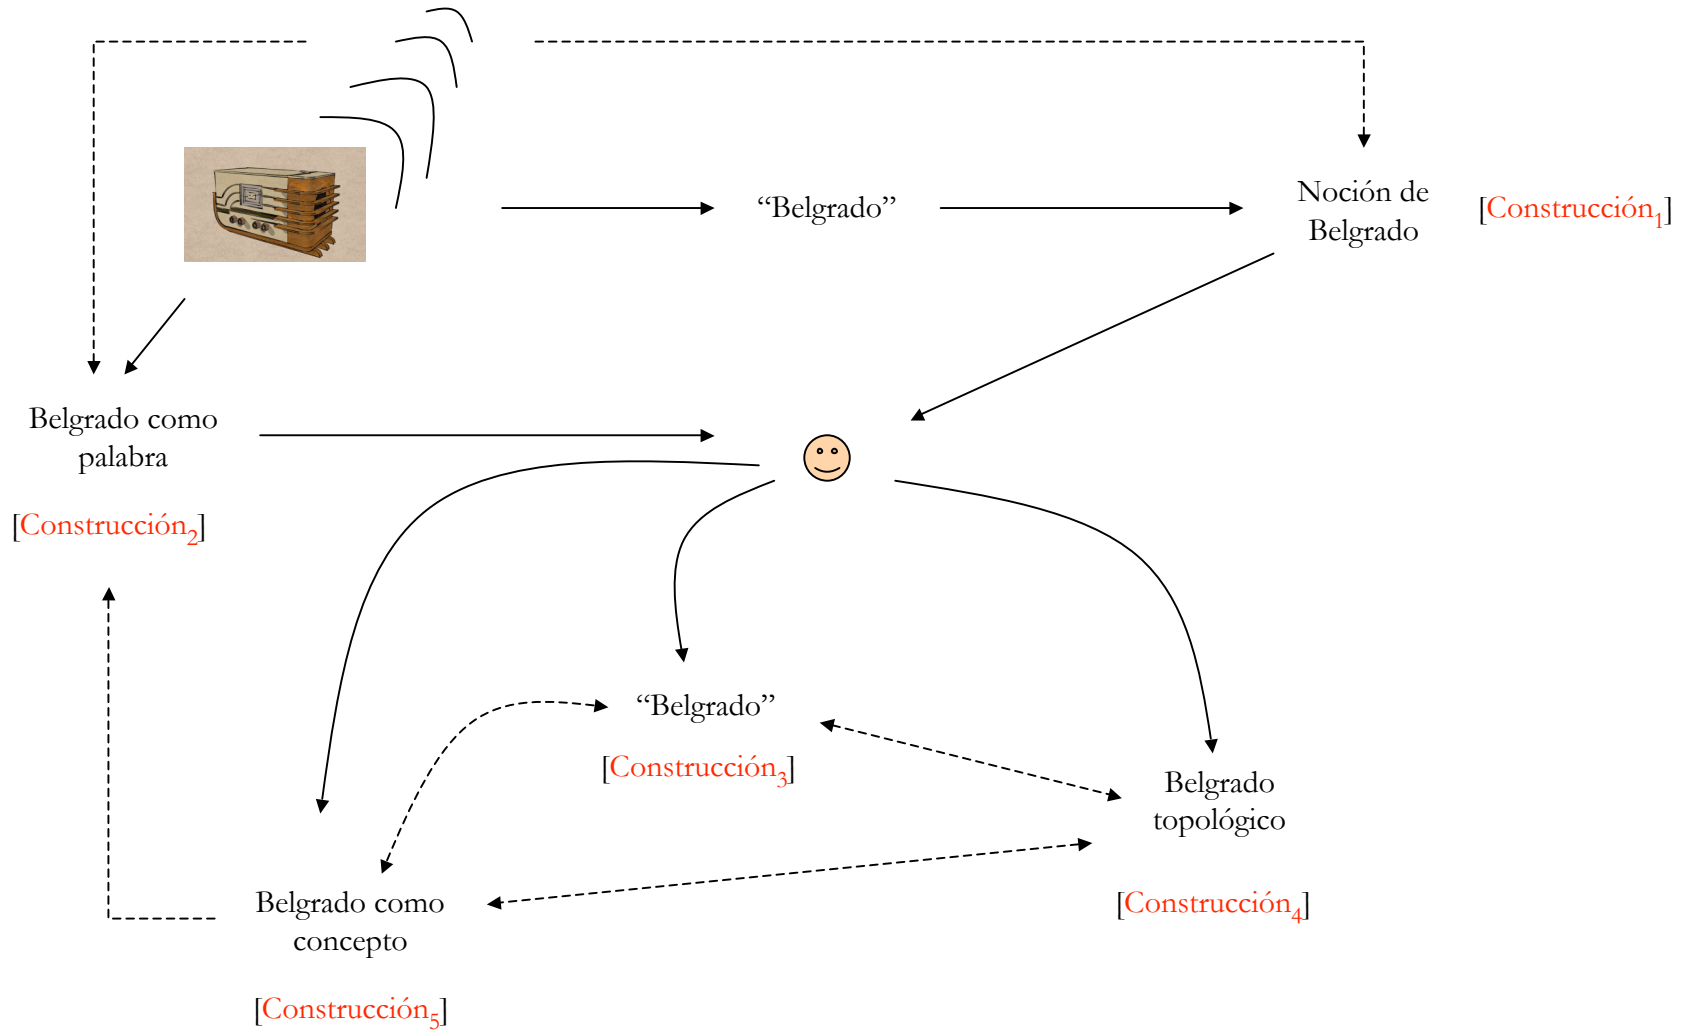 “Belgrado”
Noción de
Belgrado
[Construcción₁]
Belgrado como
palabra
[Construcción₂]
“Belgrado”
[Construcción₃]
Belgrado
topológico
[Construcción₄]
Belgrado como
concepto
[Construcción₅]